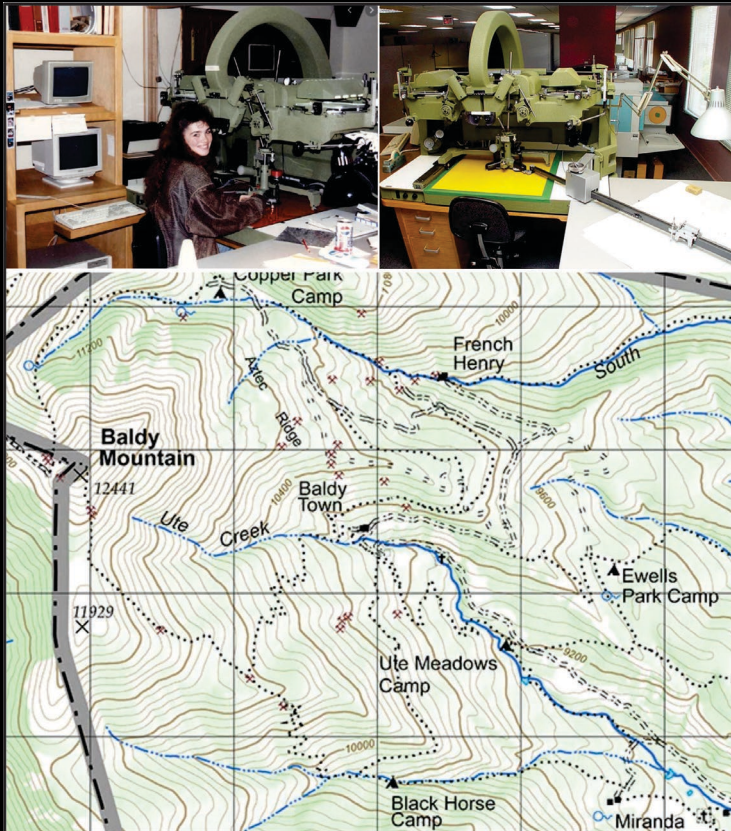 Copper Park
Camp
10000
11200
French
Henry
South
Aztec
Ridge
Baldy
Mountain
12441
10400
Baldy
Town
9600
Ute Creek
Ewells
Park Camp
11929
Ute Meadows
Camp
9200
10000
Black Horse
Camp
Miranda